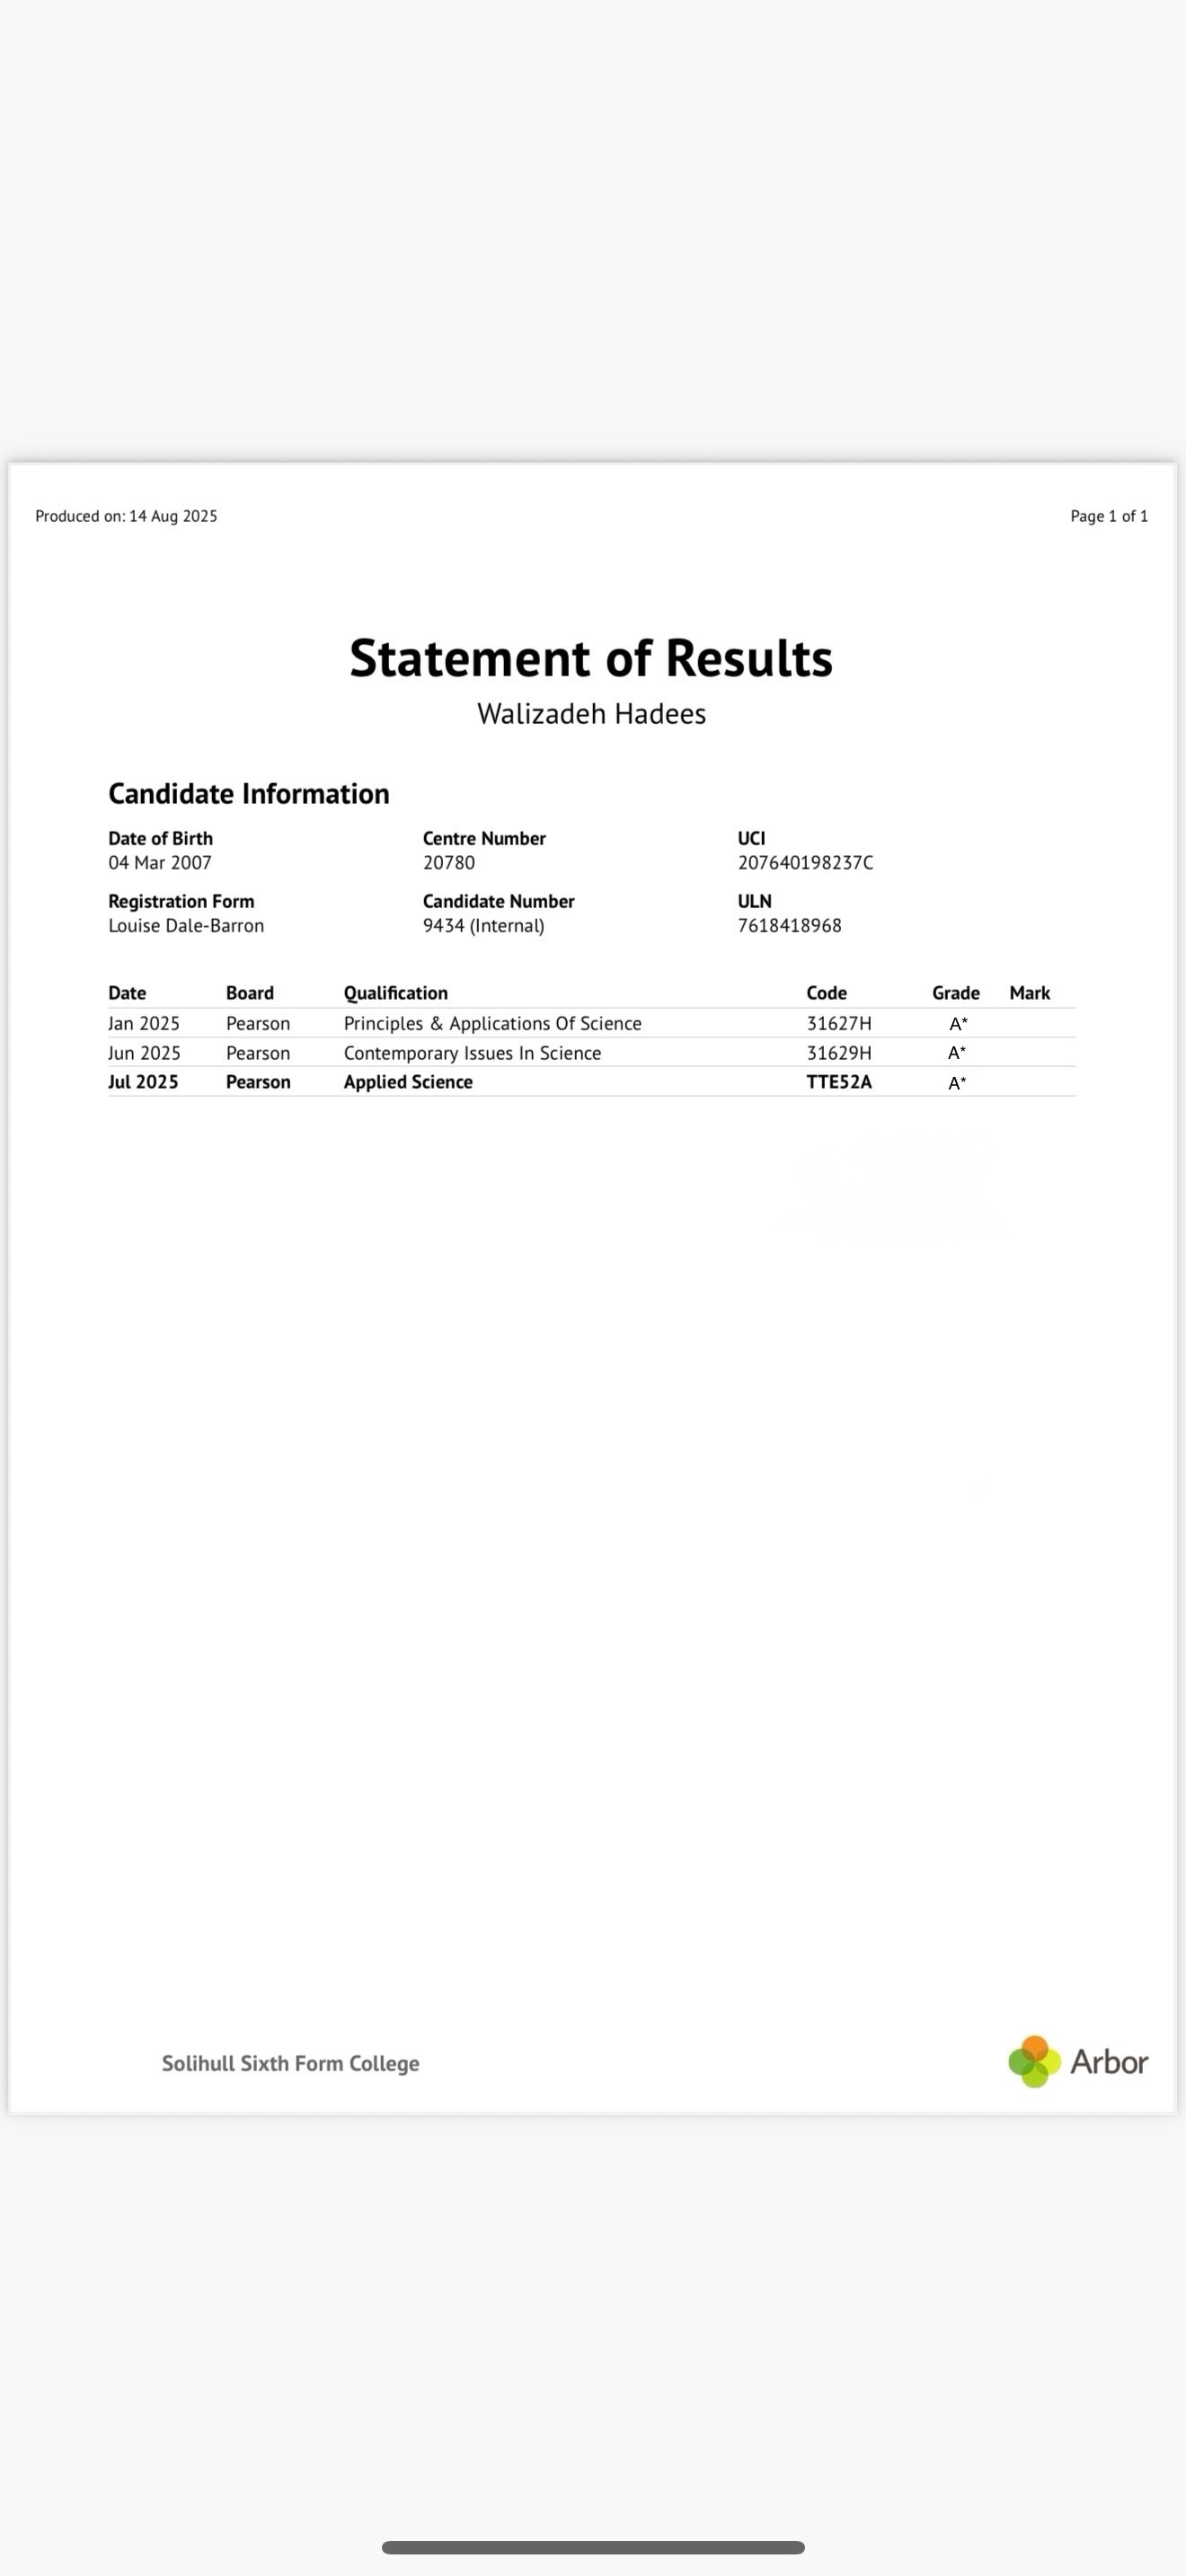 Produced on: 14 Aug 2025 Page 1 of 1
Statement of Results
Walizadeh Hadees
Candidate Information
Date of Birth Centre Number UCI
04 Mar 2007 20780 207640198237C
Registration Form Candidate Number ULN
Louise Dale-Barron 9434 (Internal) 7618418968
Date Board Qualification Code Grade Mark
Jan 2025 Pearson Principles & Applications Of Science 31627H A*
Jun 2025 Pearson Contemporary Issues In Science 31629H A*
Jul 2025 Pearson Applied Science TTE52A A*
Solihull Sixth Form College Arbor